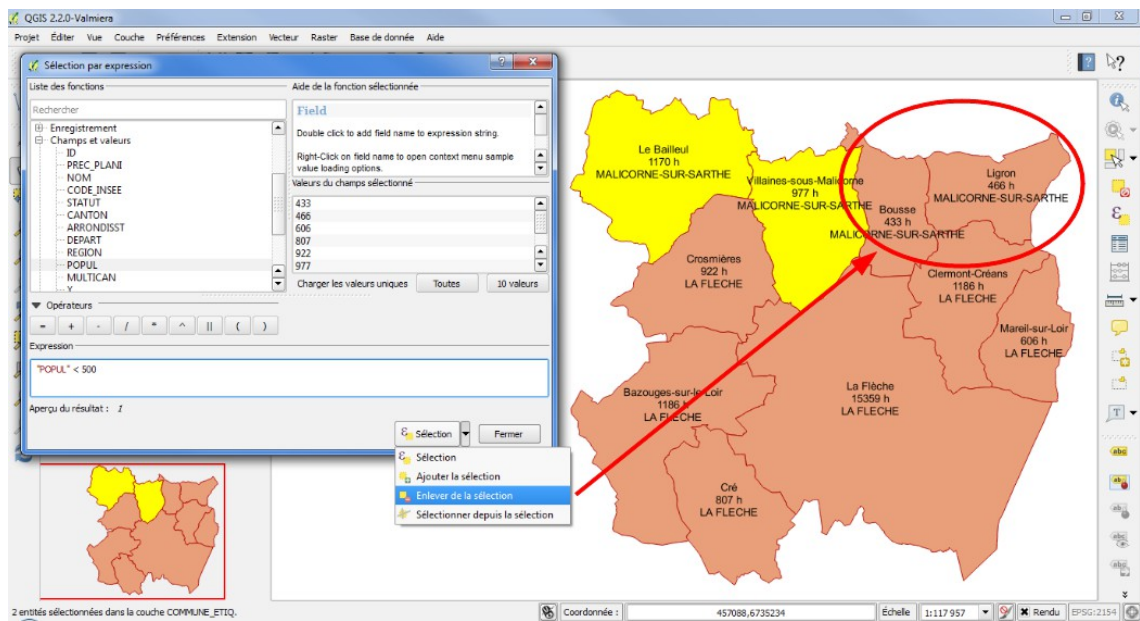 QGIS 2.2.0-Valmiera
Projet Éditer Vue Couche Préférences Extension Vecteur Raster Base de donnée Aide
Sélection par expression
Liste des fonctions
Rechercher
Enregistrement
Champs et valeurs
ID
PREC_PLANI
NOM
CODE_INSEE
STATUT
CANTON
ARRONDISST
DEPART
REGION
POPUL
MULTICAN
Aide de la fonction sélectionnée
Field
Double click to add field name to expression string.
Right-Click on field name to open context menu sample
value loading options.
Valeurs du champs sélectionné
433
466
606
807
922
977
Charger les valeurs uniques Toutes 10 valeurs
Opérateurs
= + - / * ^ || ( )
Expression
"POPUL" < 500
Aperçu du résultat : 1
Sélection Fermer
Sélection
Ajouter la sélection
Enlever de la sélection
Sélectionner depuis la sélection
Le Bailleul
1170 h
MALICORNE-SUR-SARTHE
Villaines-sous-Malicorne
977 h
MALICORNE-SUR-SARTHE
Bousse
433 h
MALICORNE-SUR-SARTHE
Ligron
466 h
MALICORNE-SUR-SARTHE
Crosmières
922 h
LA FLECHE
Clermont-Créans
1186 h
LA FLECHE
Mareil-sur-Loir
606 h
LA FLECHE
Bazouges-sur-le-Loir
1186 h
LA FLECHE
La Flèche
15359 h
LA FLECHE
Cré
807 h
LA FLECHE
abc
abc
abc
abc
abc
2 entités sélectionnées dans la couche COMMUNE_ETIQ.
Coordonnée : 457088,6735234 Échelle 1:117 957 Rendu EPSG:2154